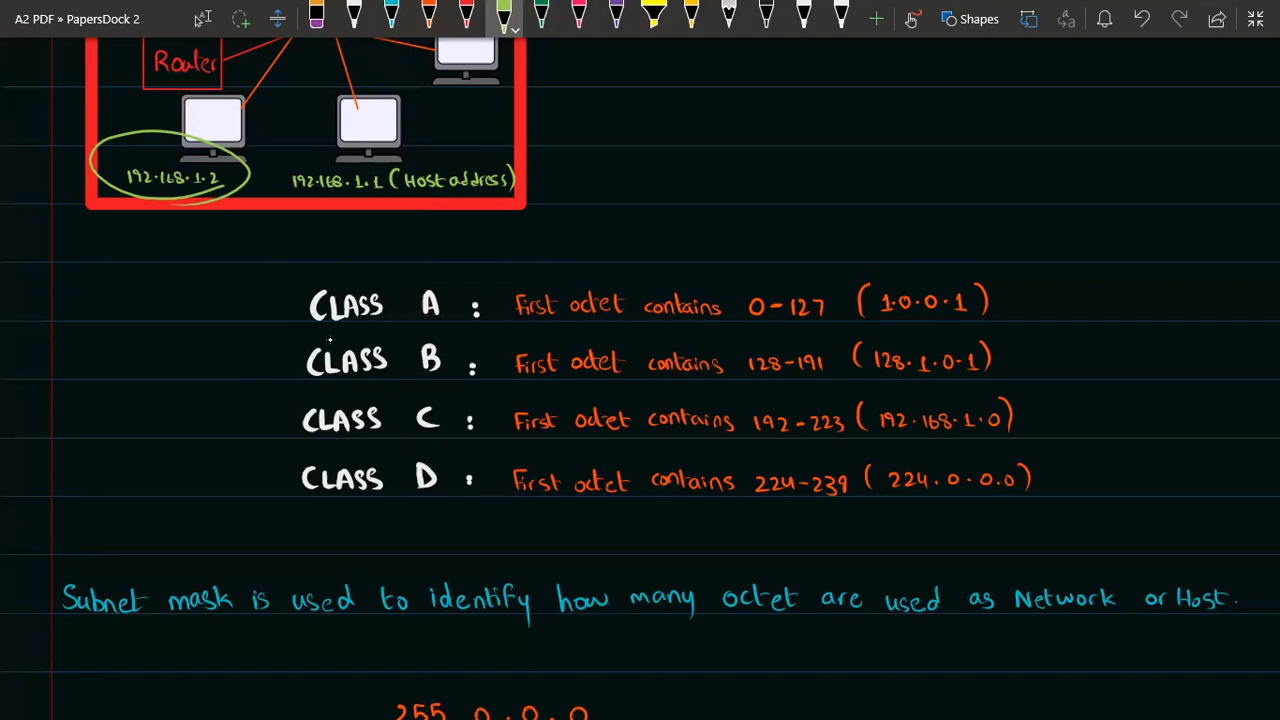 A2 PDF » PapersDock 2
Shapes
Router
192.168.1.2
192.168.1.1 (Host address)
CLASS A : First octet contains 0-127 (1.0.0.1)
CLASS B : First octet contains 128-191 (128.1.0.1)
CLASS C : First octet contains 192-223 (192.168.1.0)
CLASS D : First octet contains 224-239 (224.0.0.0)
Subnet mask is used to identify how many octet are used as Network or Host.
255.0.0.0